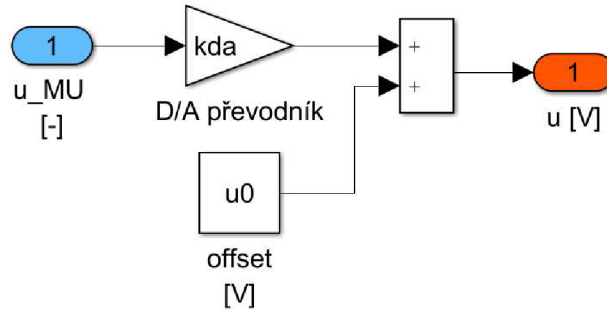 1
kda
+
+
1
u_MU
[-]
D/A převodník
u [V]
u0
offset
[V]